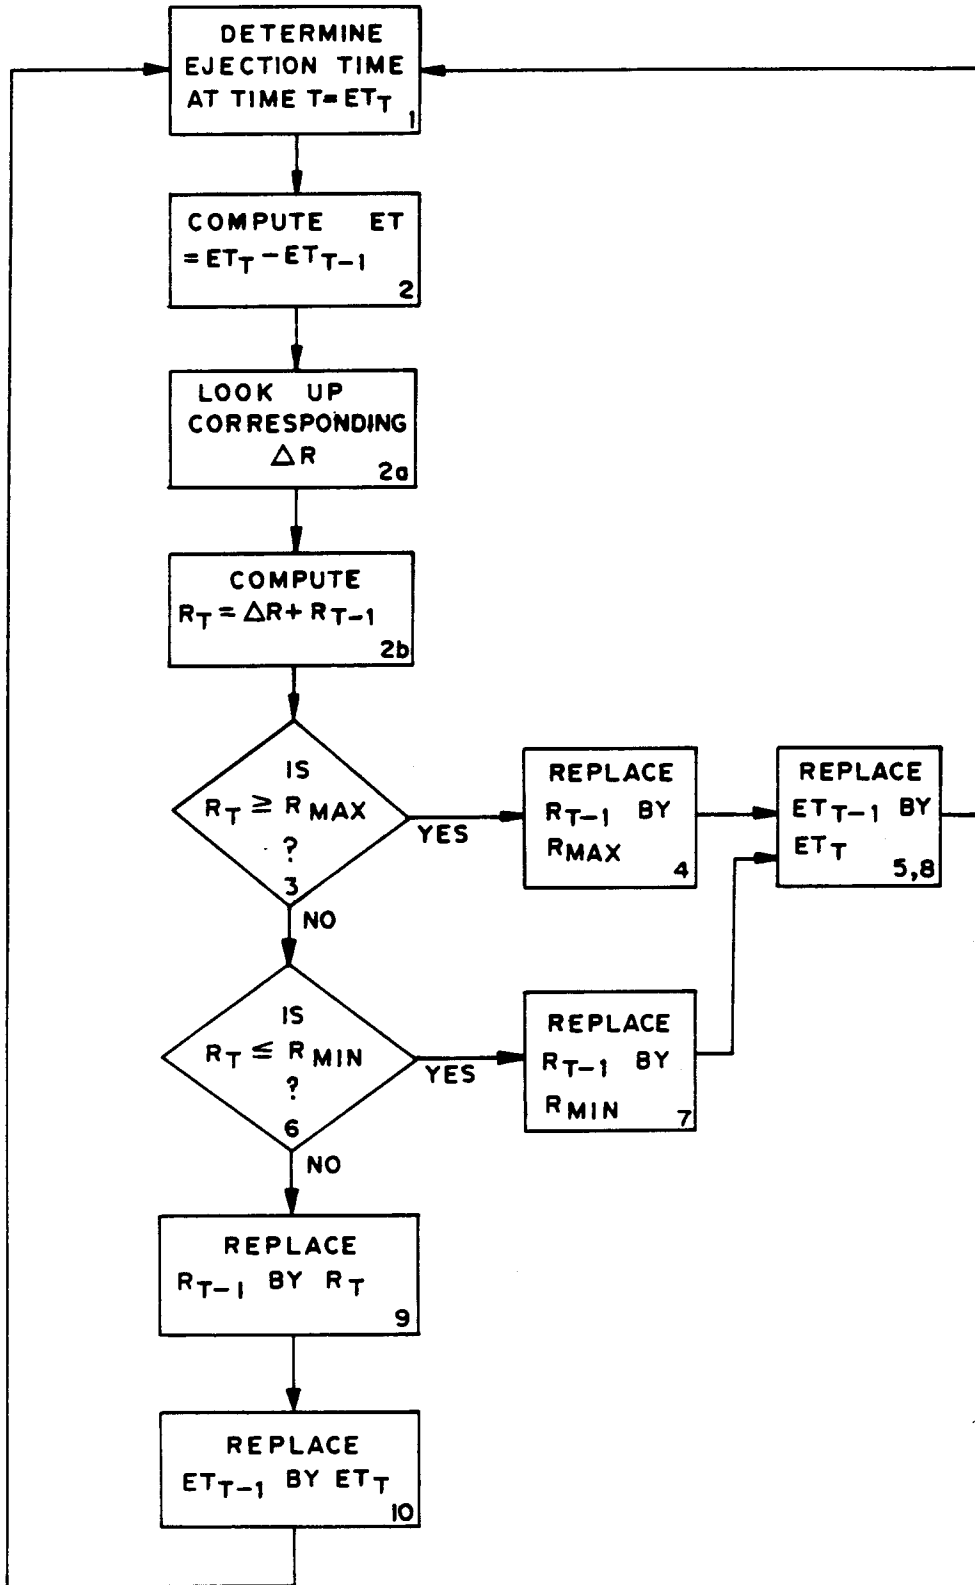 DETERMINE
EJECTION TIME
AT TIME T=ET_T
1
COMPUTE ET
=ET_T-ET_T-1
2
LOOK UP
CORRESPONDING
ΔR
2a
COMPUTE
R_T=ΔR+R_T-1
2b
IS
R_T ≥ R_MAX
?
3
YES
NO
REPLACE
R_T-1 BY
R_MAX
4
REPLACE
ET_T-1 BY
ET_T
5,8
IS
R_T ≦ R_MIN
?
6
YES
NO
REPLACE
R_T-1 BY
R_MIN
7
REPLACE
R_T-1 BY R_T
9
REPLACE
ET_T-1 BY ET_T
10